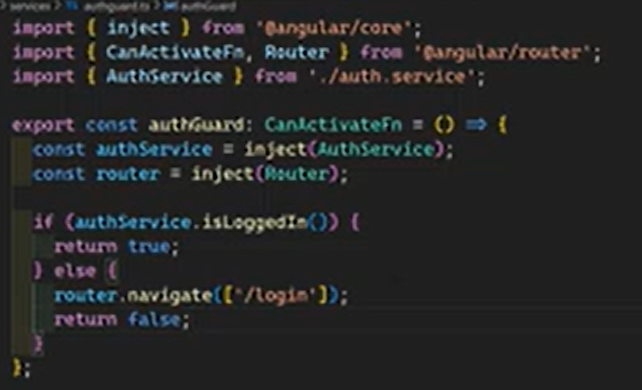 services > TS authguard.ts > authGuard
import { inject } from '@angular/core';
import { CanActivateFn, Router } from '@angular/router';
import { AuthService } from './auth.service';
export const authGuard: CanActivateFn = () => {
const authService = inject(AuthService);
const router = inject(Router);
if (authService.isLoggedIn()) {
return true;
} else {
router.navigate(['/login']);
return false;
}
};